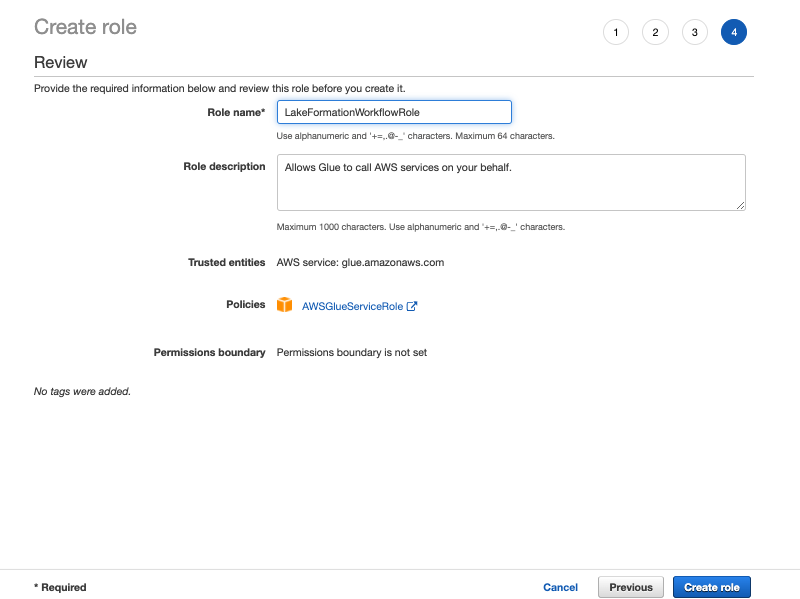 Create role
1 2 3 4
Review
Provide the required information below and review this role before you create it.
Role name* LakeFormationWorkflowRole
Use alphanumeric and '+=,.@-_' characters. Maximum 64 characters.
Role description Allows Glue to call AWS services on your behalf.
Maximum 1000 characters. Use alphanumeric and '+=,.@-_' characters.
Trusted entities AWS service: glue.amazonaws.com
Policies AWSGlueServiceRole
Permissions boundary Permissions boundary is not set
No tags were added.
* Required Cancel Previous Create role